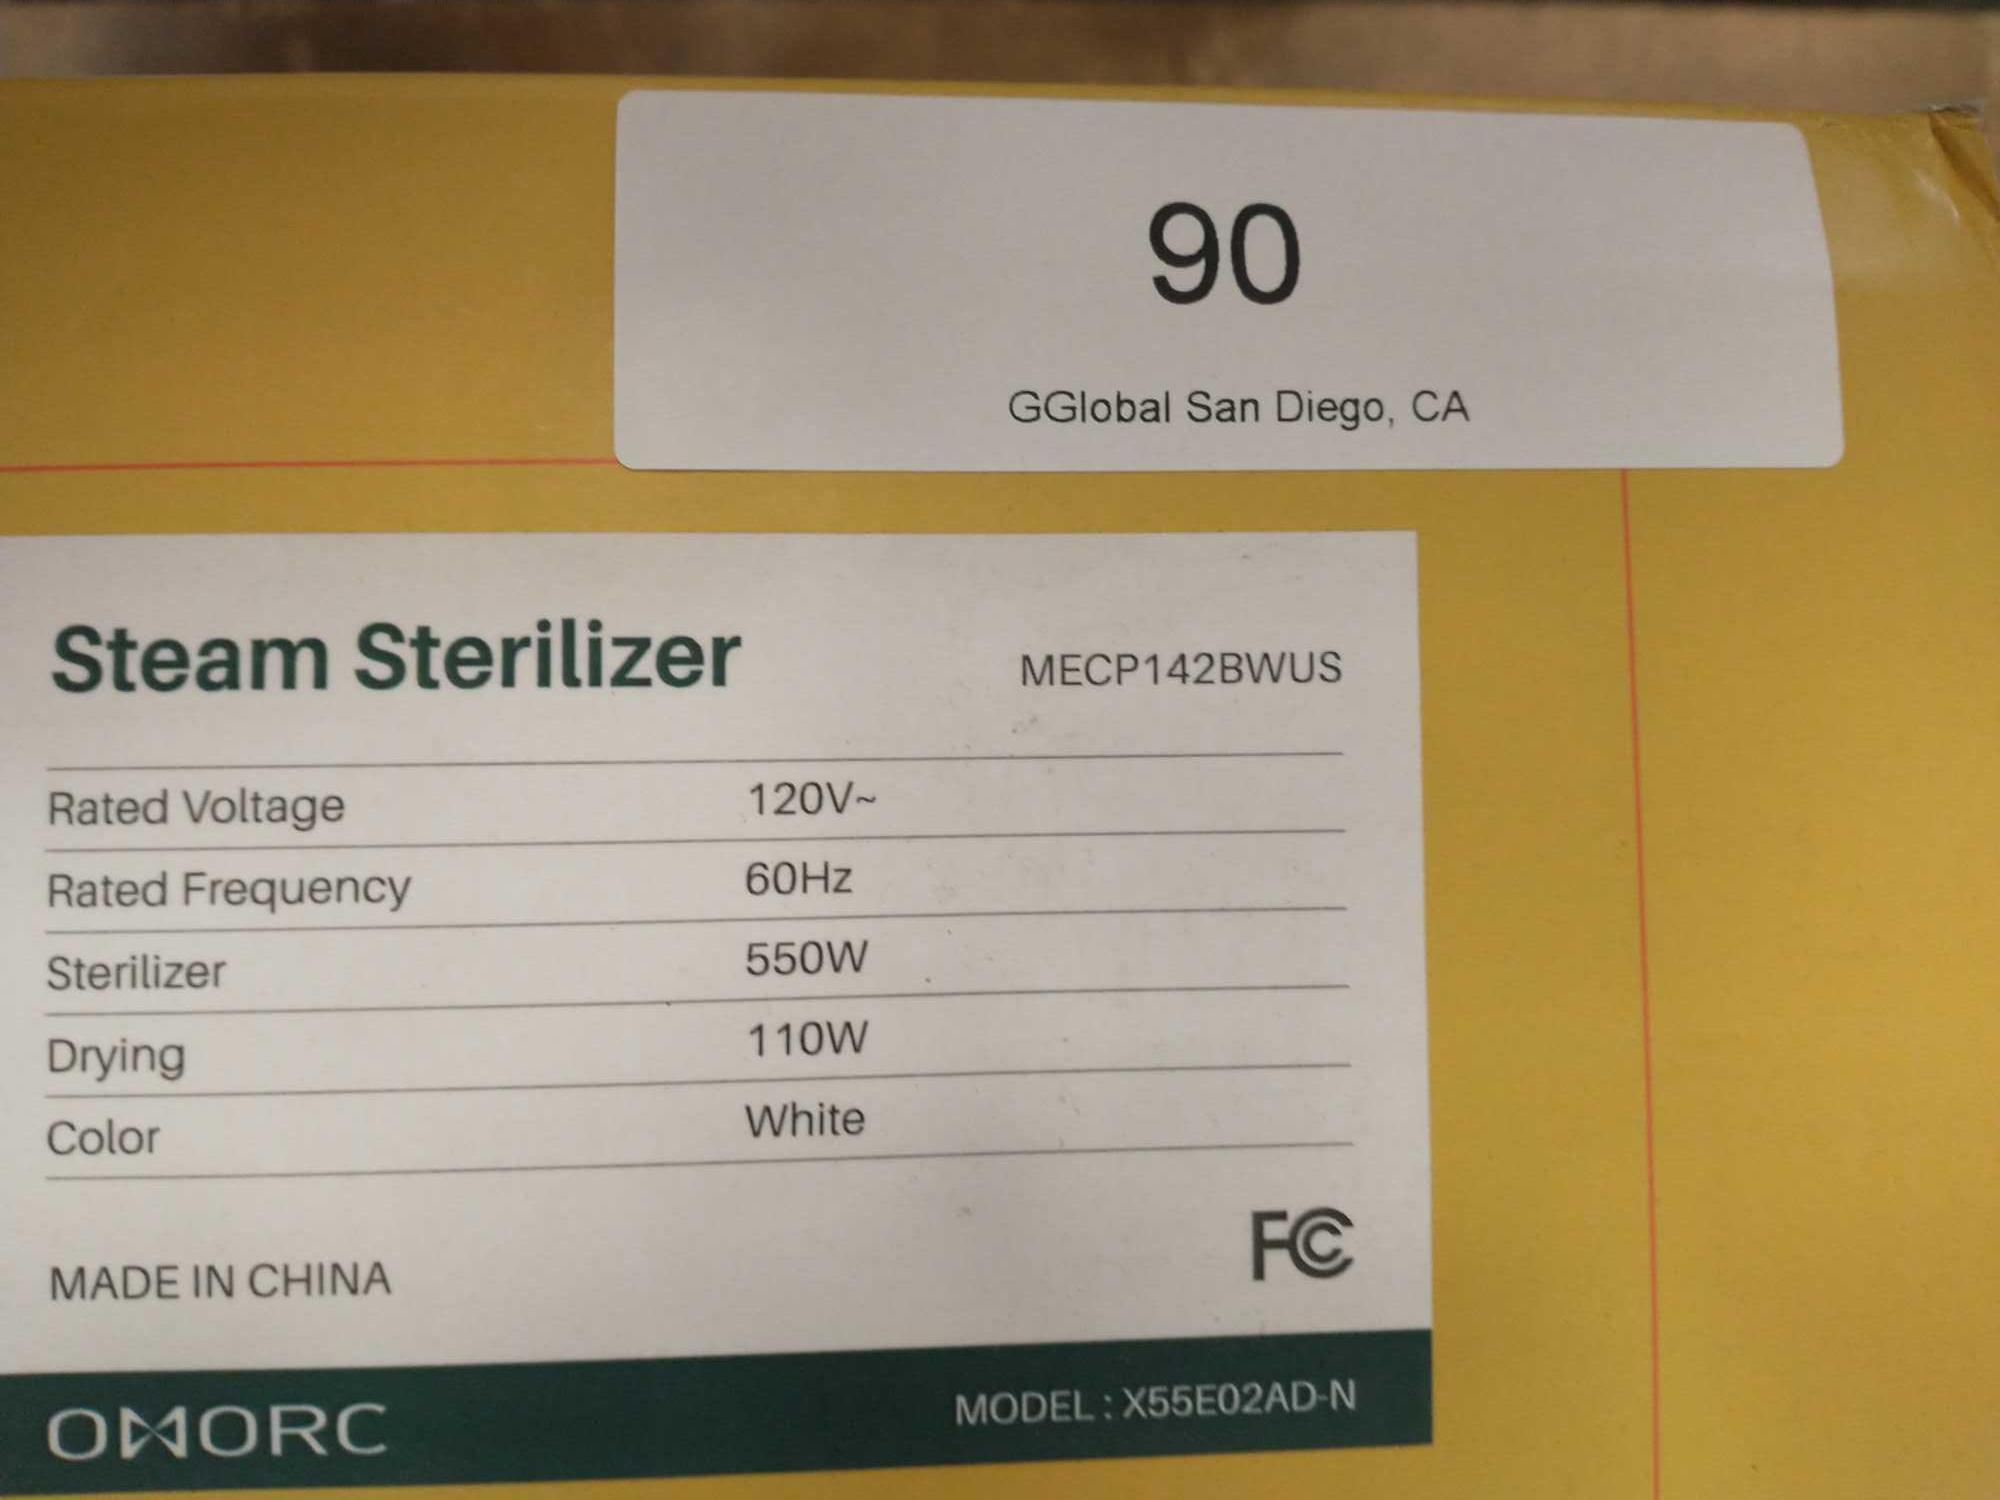 90
GGlobal San Diego, CA
Steam Sterilizer MECP142BWUS
Rated Voltage 120V~
Rated Frequency 60Hz
Sterilizer 550W
Drying 110W
Color White
MADE IN CHINA FC
OMORC MODEL : X55E02AD-N